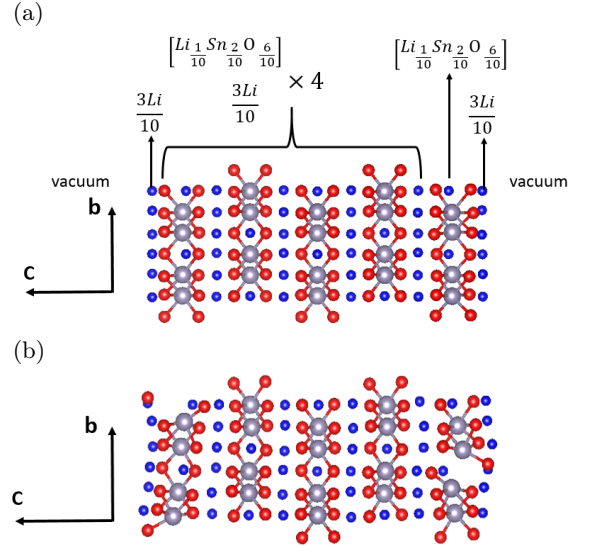 (a)
[Li 1/10 Sn 2/10 O 6/10]
[Li 1/10 Sn 2/10 O 6/10]
3Li/10
3Li/10
× 4
3Li/10
vacuum
vacuum
b
c
(b)
b
c